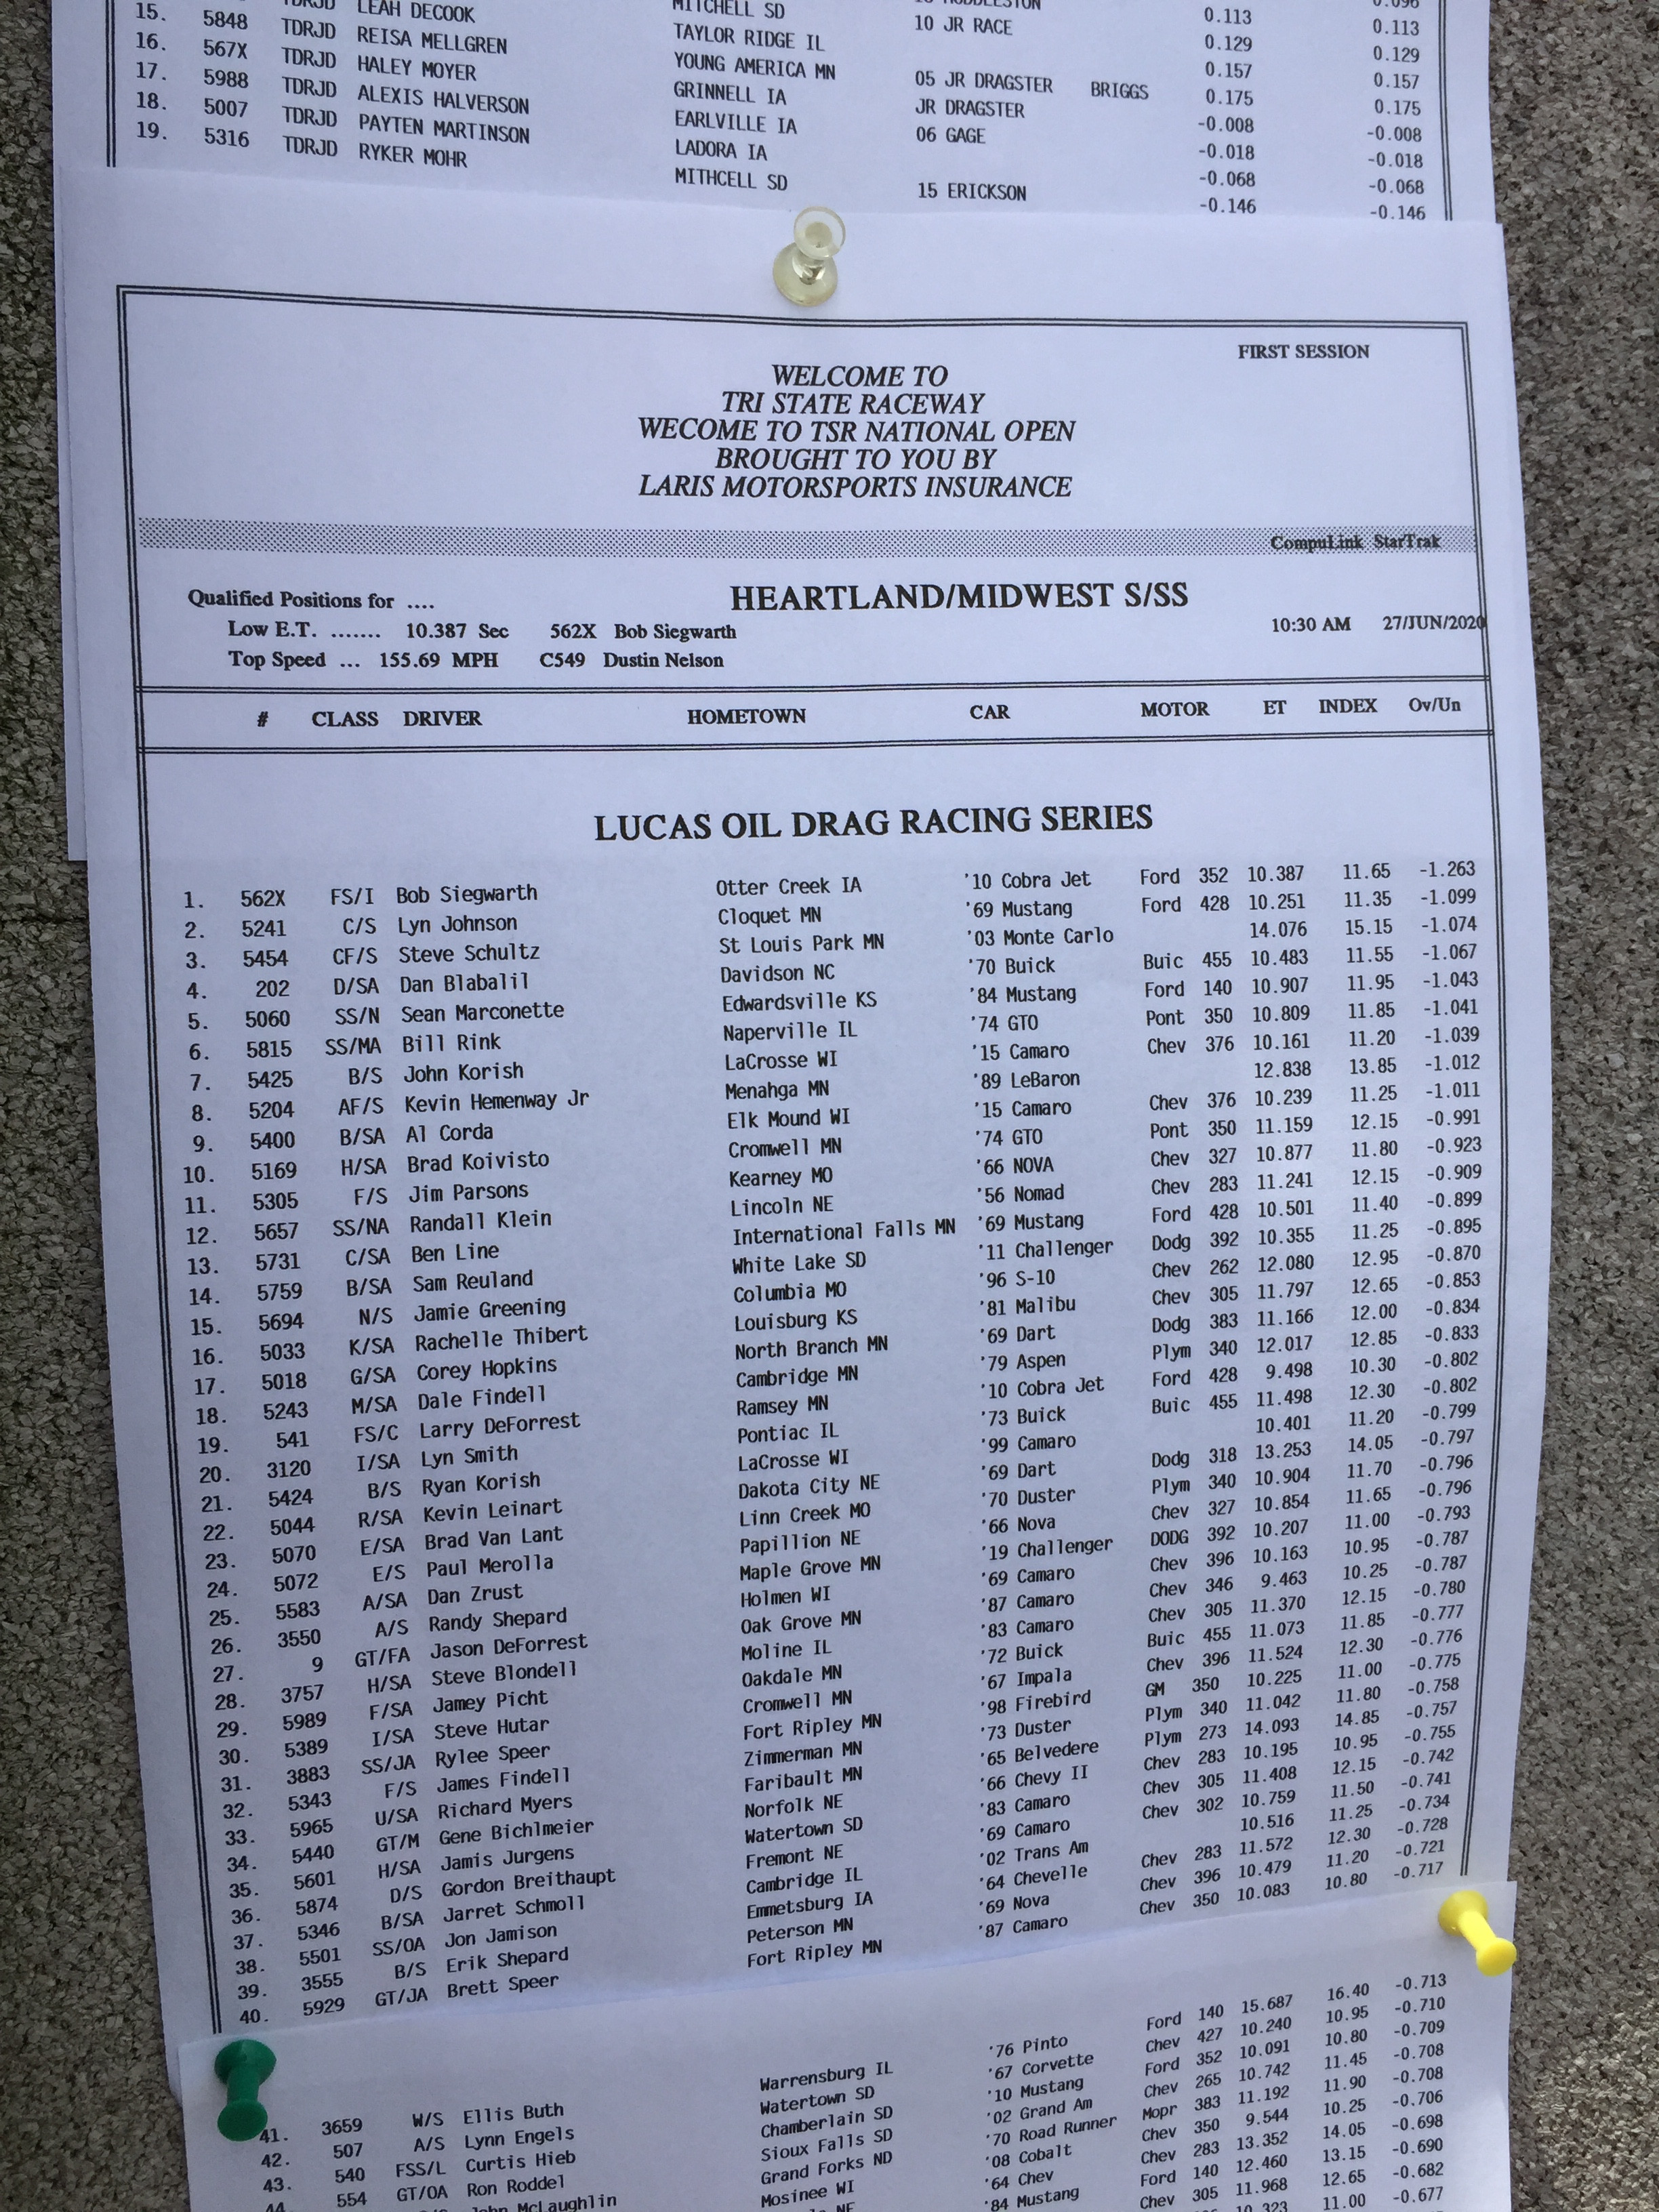 0.113 0.113
MITCHELL SD 10 JR RACE 0.129 0.129
LEAH DECOOK TAYLOR RIDGE IL 0.157 0.157
15. 5848 TDRJD REISA MELLGREN YOUNG AMERICA MN 05 JR DRAGSTER BRIGGS 0.175 0.175
16. 567X TDRJD HALEY MOYER GRINNELL IA JR DRAGSTER -0.008 -0.008
17. 5988 TDRJD ALEXIS HALVERSON EARLVILLE IA 06 GAGE -0.018 -0.018
18. 5007 TDRJD PAYTEN MARTINSON LADORA IA -0.068 -0.068
19. 5316 TDRJD RYKER MOHR MITHCELL SD 15 ERICKSON -0.146 -0.146
FIRST SESSION
WELCOME TO
TRI STATE RACEWAY
WECOME TO TSR NATIONAL OPEN
BROUGHT TO YOU BY
LARIS MOTORSPORTS INSURANCE
CompuLink StarTrak
Qualified Positions for .... HEARTLAND/MIDWEST S/SS
Low E.T. ....... 10.387 Sec 562X Bob Siegwarth 10:30 AM 27/JUN/2020
Top Speed ... 155.69 MPH C549 Dustin Nelson
# CLASS DRIVER HOMETOWN CAR MOTOR ET INDEX Ov/Un
LUCAS OIL DRAG RACING SERIES
1. 562X FS/I Bob Siegwarth Otter Creek IA '10 Cobra Jet Ford 352 10.387 11.65 -1.263
2. 5241 C/S Lyn Johnson Cloquet MN '69 Mustang Ford 428 10.251 11.35 -1.099
3. 5454 CF/S Steve Schultz St Louis Park MN '03 Monte Carlo 14.076 15.15 -1.074
4. 202 D/SA Dan Blabalil Davidson NC '70 Buick Buic 455 10.483 11.55 -1.067
5. 5060 SS/N Sean Marconette Edwardsville KS '84 Mustang Ford 140 10.907 11.95 -1.043
6. 5815 SS/MA Bill Rink Naperville IL '74 GTO Pont 350 10.809 11.85 -1.041
7. 5425 B/S John Korish LaCrosse WI '15 Camaro Chev 376 10.161 11.20 -1.039
8. 5204 AF/S Kevin Hemenway Jr Menahga MN '89 LeBaron 12.838 13.85 -1.012
9. 5400 B/SA Al Corda Elk Mound WI '15 Camaro Chev 376 10.239 11.25 -1.011
10. 5169 H/SA Brad Koivisto Cromwell MN '74 GTO Pont 350 11.159 12.15 -0.991
11. 5305 F/S Jim Parsons Kearney MO '66 NOVA Chev 327 10.877 11.80 -0.923
12. 5657 SS/NA Randall Klein Lincoln NE '56 Nomad Chev 283 11.241 12.15 -0.909
13. 5731 C/SA Ben Line International Falls MN '69 Mustang Ford 428 10.501 11.40 -0.899
14. 5759 B/SA Sam Reuland White Lake SD '11 Challenger Dodg 392 10.355 11.25 -0.895
15. 5694 N/S Jamie Greening Columbia MO '96 S-10 Chev 262 12.080 12.95 -0.870
16. 5033 K/SA Rachelle Thibert Louisburg KS '81 Malibu Chev 305 11.797 12.65 -0.853
17. 5018 G/SA Corey Hopkins North Branch MN '69 Dart Dodg 383 11.166 12.00 -0.834
18. 5243 M/SA Dale Findell Cambridge MN '79 Aspen Plym 340 12.017 12.85 -0.833
19. 541 FS/C Larry DeForrest Ramsey MN '10 Cobra Jet Ford 428 9.498 10.30 -0.802
20. 3120 I/SA Lyn Smith Pontiac IL '73 Buick Buic 455 11.498 12.30 -0.802
21. 5424 B/S Ryan Korish LaCrosse WI '99 Camaro 10.401 11.20 -0.799
22. 5044 R/SA Kevin Leinart Dakota City NE '69 Dart Dodg 318 13.253 14.05 -0.797
23. 5070 E/SA Brad Van Lant Linn Creek MO '70 Duster Plym 340 10.904 11.70 -0.796
24. 5072 E/S Paul Merolla Papillion NE '66 Nova Chev 327 10.854 11.65 -0.796
25. 5583 A/SA Dan Zrust Maple Grove MN '19 Challenger DODG 392 10.207 11.00 -0.793
26. 3550 A/S Randy Shepard Holmen WI '69 Camaro Chev 396 10.163 10.95 -0.787
27. 9 GT/FA Jason DeForrest Oak Grove MN '87 Camaro Chev 346 9.463 10.25 -0.787
28. 3757 H/SA Steve Blondell Moline IL '83 Camaro Chev 305 11.370 12.15 -0.780
29. 5989 F/SA Jamey Picht Oakdale MN '72 Buick Buic 455 11.073 11.85 -0.777
30. 5389 I/SA Steve Hutar Cromwell MN '67 Impala Chev 396 11.524 12.30 -0.776
31. 3883 SS/JA Rylee Speer Fort Ripley MN '98 Firebird GM 350 10.225 11.00 -0.775
32. 5343 F/S James Findell Zimmerman MN '73 Duster Plym 340 11.042 11.80 -0.758
33. 5965 U/SA Richard Myers Faribault MN '65 Belvedere Plym 273 14.093 14.85 -0.757
34. 5440 GT/M Gene Bichlmeier Norfolk NE '66 Chevy II Chev 283 10.195 10.95 -0.755
35. 5601 H/SA Jamis Jurgens Watertown SD '83 Camaro Chev 305 11.408 12.15 -0.742
36. 5874 D/S Gordon Breithaupt Fremont NE '69 Camaro Chev 302 10.759 11.50 -0.741
37. 5346 B/SA Jarret Schmoll Cambridge IL '02 Trans Am 10.516 11.25 -0.734
38. 5501 SS/OA Jon Jamison Emmetsburg IA '64 Chevelle Chev 283 11.572 12.30 -0.728
39. 3555 B/S Erik Shepard Peterson MN '69 Nova Chev 396 10.479 11.20 -0.721
40. 5929 GT/JA Brett Speer Fort Ripley MN '87 Camaro Chev 350 10.083 10.80 -0.717
41. 3659 W/S Ellis Buth Warrensburg IL '76 Pinto Ford 140 15.687 16.40 -0.713
42. 507 A/S Lynn Engels Watertown SD '67 Corvette Chev 427 10.240 10.95 -0.710
43. 540 FSS/L Curtis Hieb Chamberlain SD '10 Mustang Ford 352 10.091 10.80 -0.709
44. 554 GT/OA Ron Roddel Sioux Falls SD '02 Grand Am Chev 265 10.742 11.45 -0.708
John McLaughlin Grand Forks ND '70 Road Runner Mopr 383 11.192 11.90 -0.708
Mosinee WI '08 Cobalt Chev 350 9.544 10.25 -0.706
NE '64 Chev Chev 283 13.352 14.05 -0.698
'84 Mustang Ford 140 12.460 13.15 -0.690
Chev 305 11.968 12.65 -0.682
10.323 11.00 -0.677